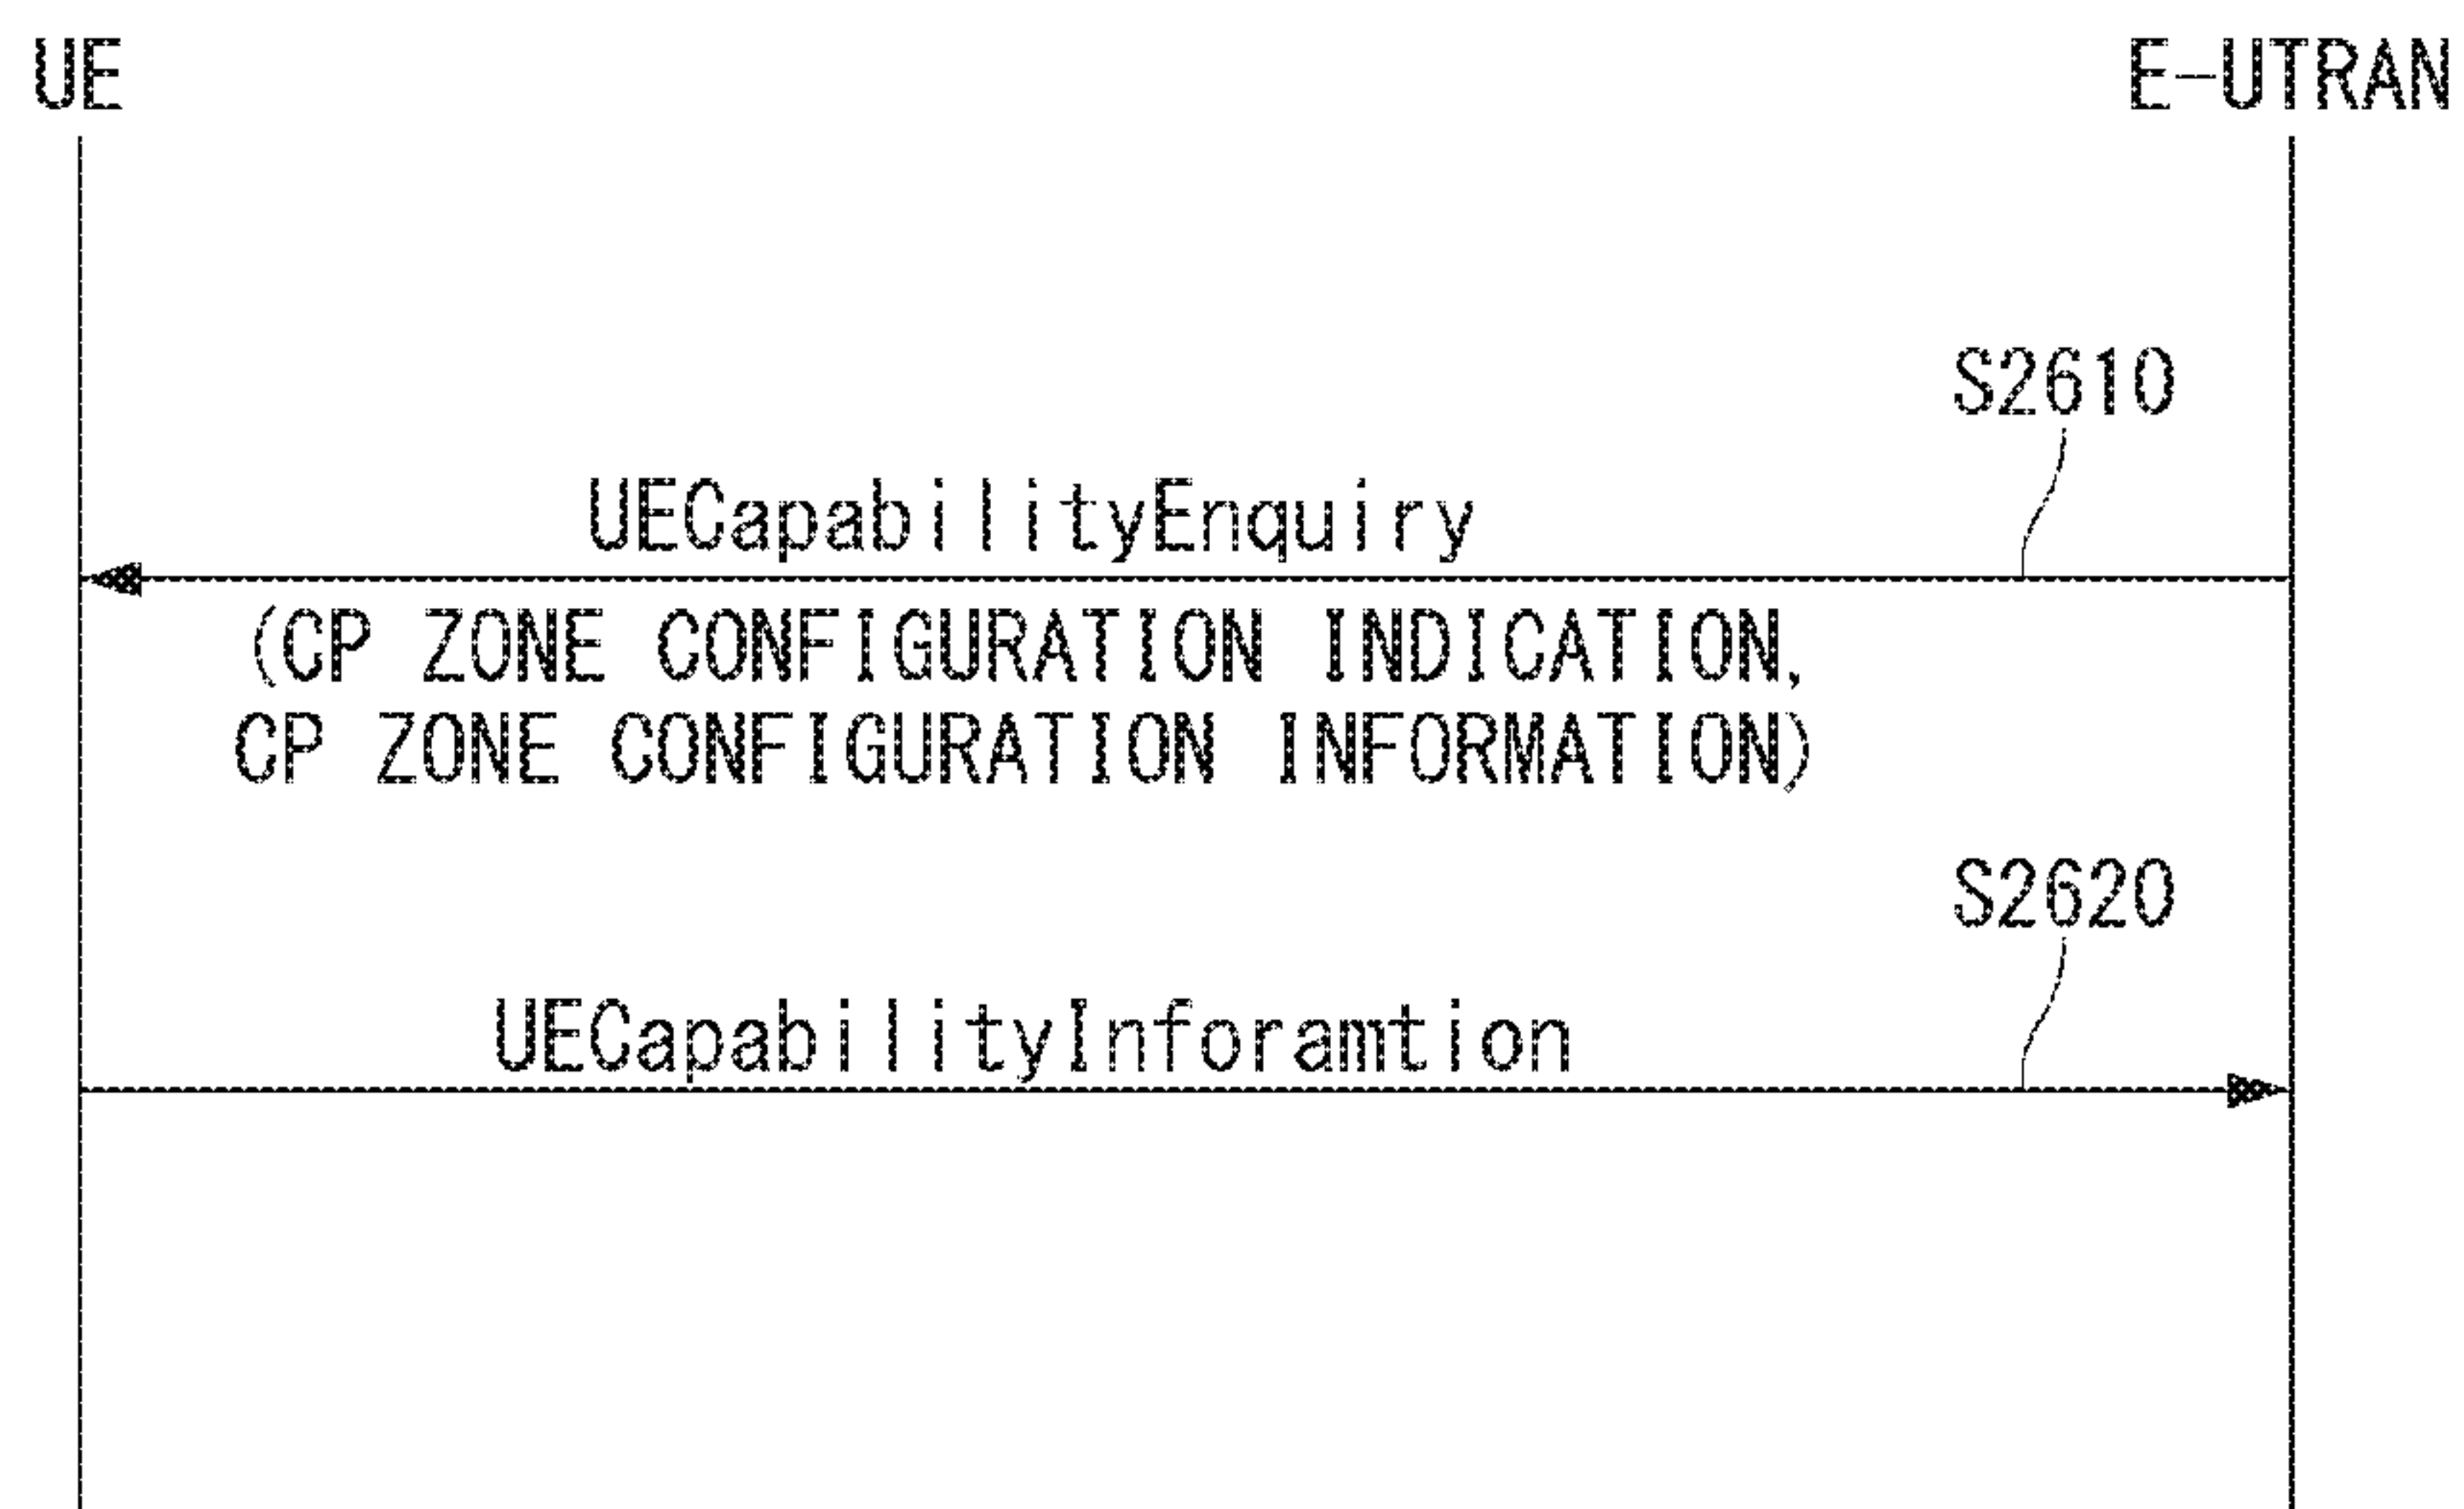 UE
E-UTRAN
S2610
UECapabilityEnquiry
(CP ZONE CONFIGURATION INDICATION,
CP ZONE CONFIGURATION INFORMATION)
S2620
UECapabilityInforamtion